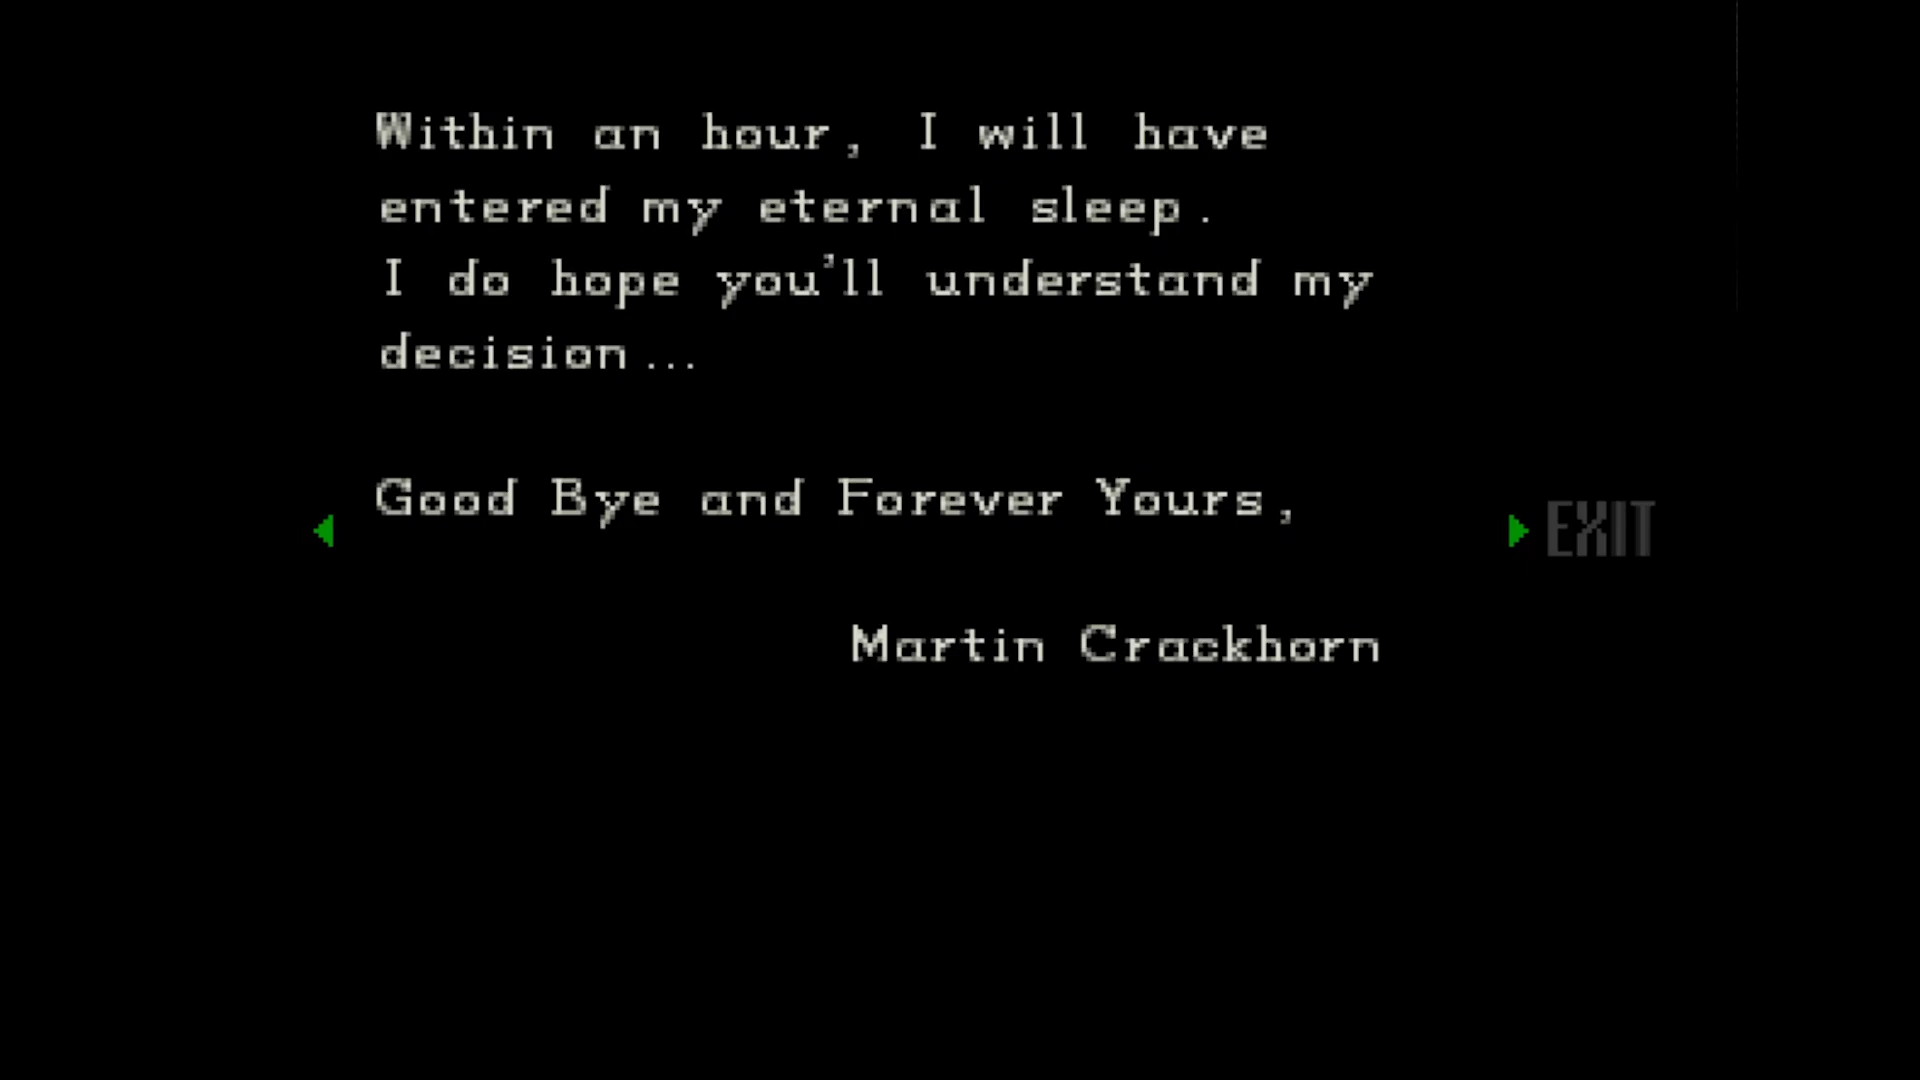 Within an hour, I will have
entered my eternal sleep.
I do hope you'll understand my
decision...
Good Bye and Forever Yours,
EXIT
Martin Crackhorn